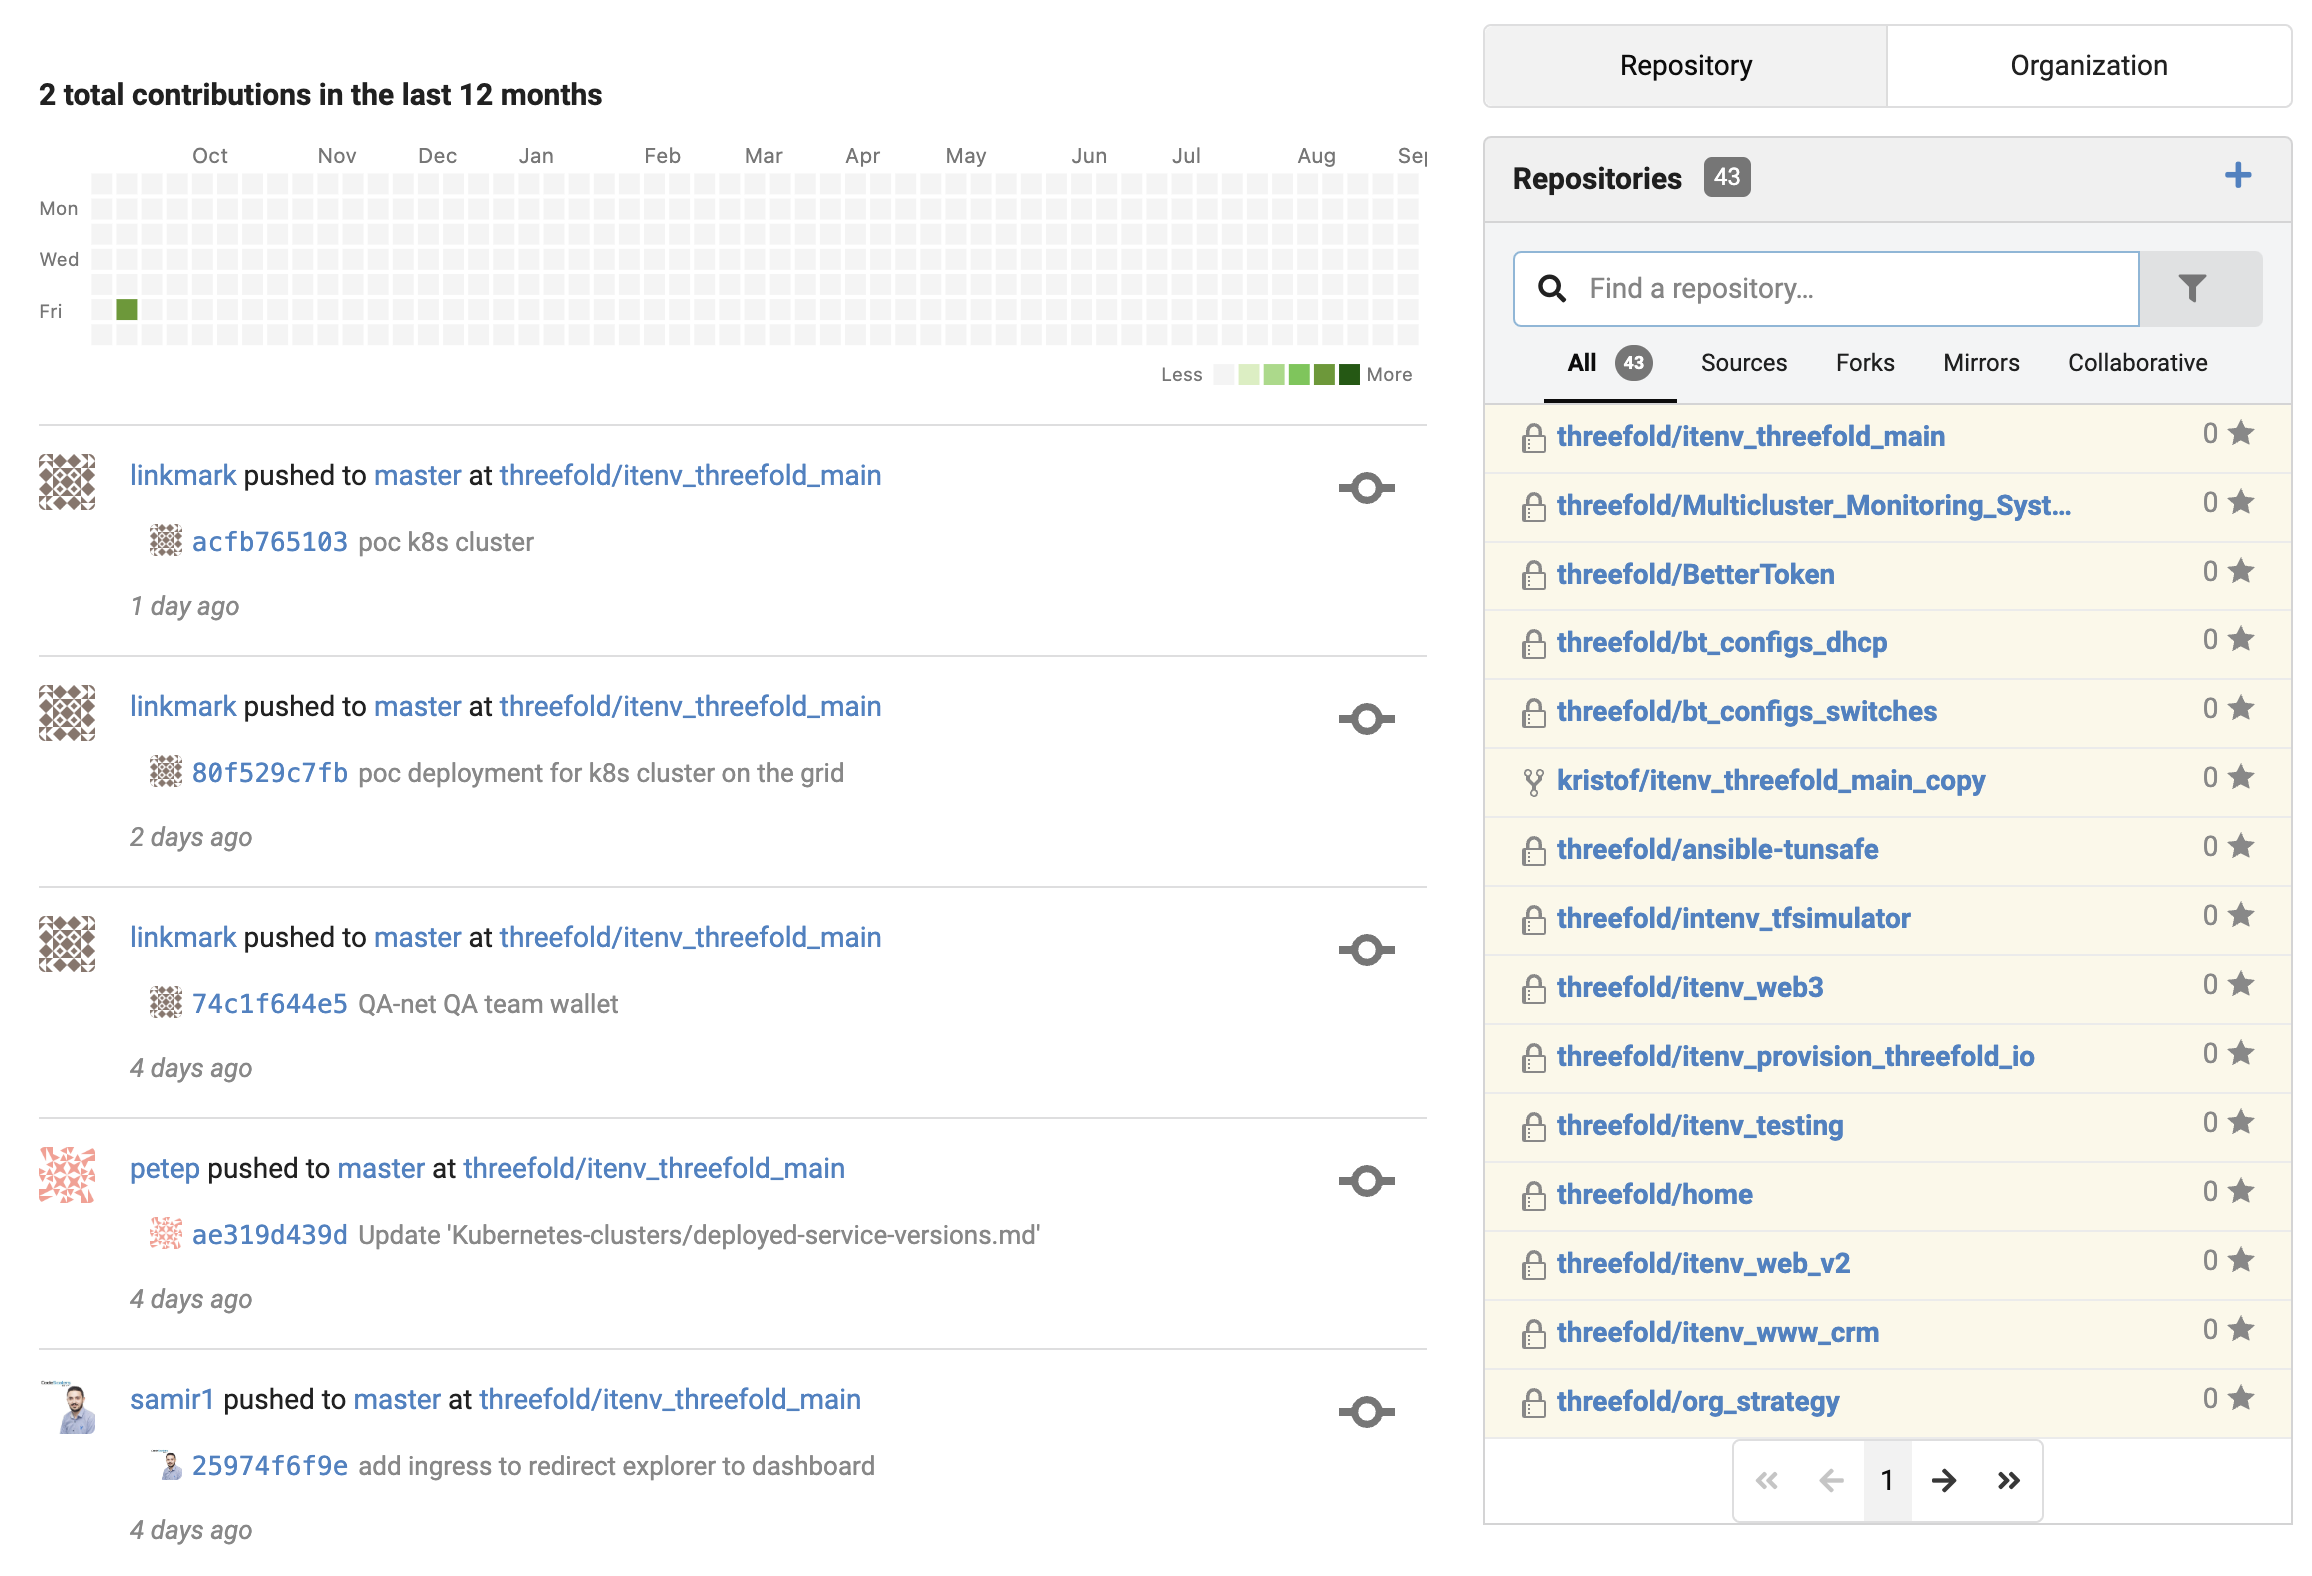 2 total contributions in the last 12 months
Oct Nov Dec Jan Feb Mar Apr May Jun Jul Aug Sep
Mon
Wed
Fri
Less More
linkmark pushed to master at threefold/itenv_threefold_main
acfb765103 poc k8s cluster
1 day ago
linkmark pushed to master at threefold/itenv_threefold_main
80f529c7fb poc deployment for k8s cluster on the grid
2 days ago
linkmark pushed to master at threefold/itenv_threefold_main
74c1f644e5 QA-net QA team wallet
4 days ago
petep pushed to master at threefold/itenv_threefold_main
ae319d439d Update 'Kubernetes-clusters/deployed-service-versions.md'
4 days ago
samir1 pushed to master at threefold/itenv_threefold_main
25974f6f9e add ingress to redirect explorer to dashboard
4 days ago
Repository Organization
Repositories 43
Find a repository...
All 43 Sources Forks Mirrors Collaborative
threefold/itenv_threefold_main 0
threefold/Multicluster_Monitoring_Syst... 0
threefold/BetterToken 0
threefold/bt_configs_dhcp 0
threefold/bt_configs_switches 0
kristof/itenv_threefold_main_copy 0
threefold/ansible-tunsafe 0
threefold/intenv_tfsimulator 0
threefold/itenv_web3 0
threefold/itenv_provision_threefold_io 0
threefold/itenv_testing 0
threefold/home 0
threefold/itenv_web_v2 0
threefold/itenv_www_crm 0
threefold/org_strategy 0
1